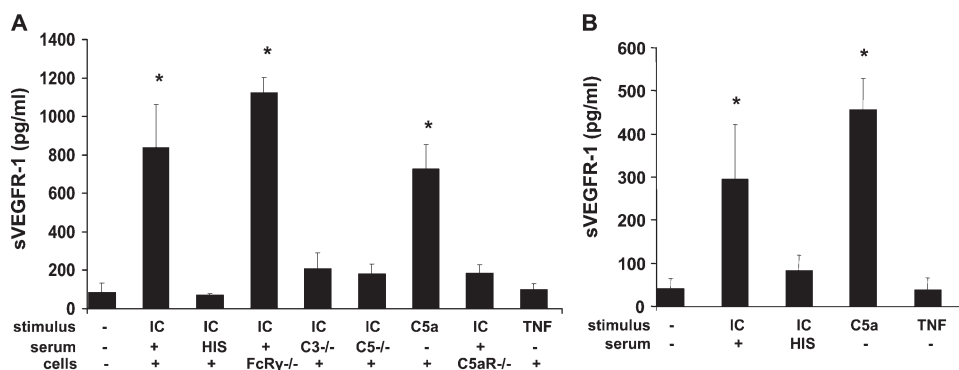 A
sVEGFR-1 (pg/ml)
1400
1200
1000
800
600
400
200
0
* * * 
stimulus - IC IC IC IC IC C5a IC TNF
serum - + HIS + C3-/- C5-/- - + -
cells - + + FcRγ-/- + + + C5aR-/- +
B
sVEGFR-1 (pg/ml)
600
500
400
300
200
100
0
* *
stimulus - IC IC C5a TNF
serum - + HIS - -